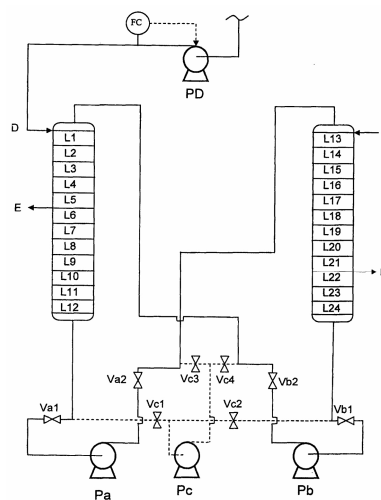 FC
PD
D
L1 L13
L2 L14
L3 L15
L4 L16
L5 L17
E
L6 L18
L7 L19
L8 L20
L9 L21
L10 L22
L11 L23
L12 L24
Vc3 Vc4
Va2 Vb2
Va1 Vc1 Vc2 Vb1
Pa Pc Pb